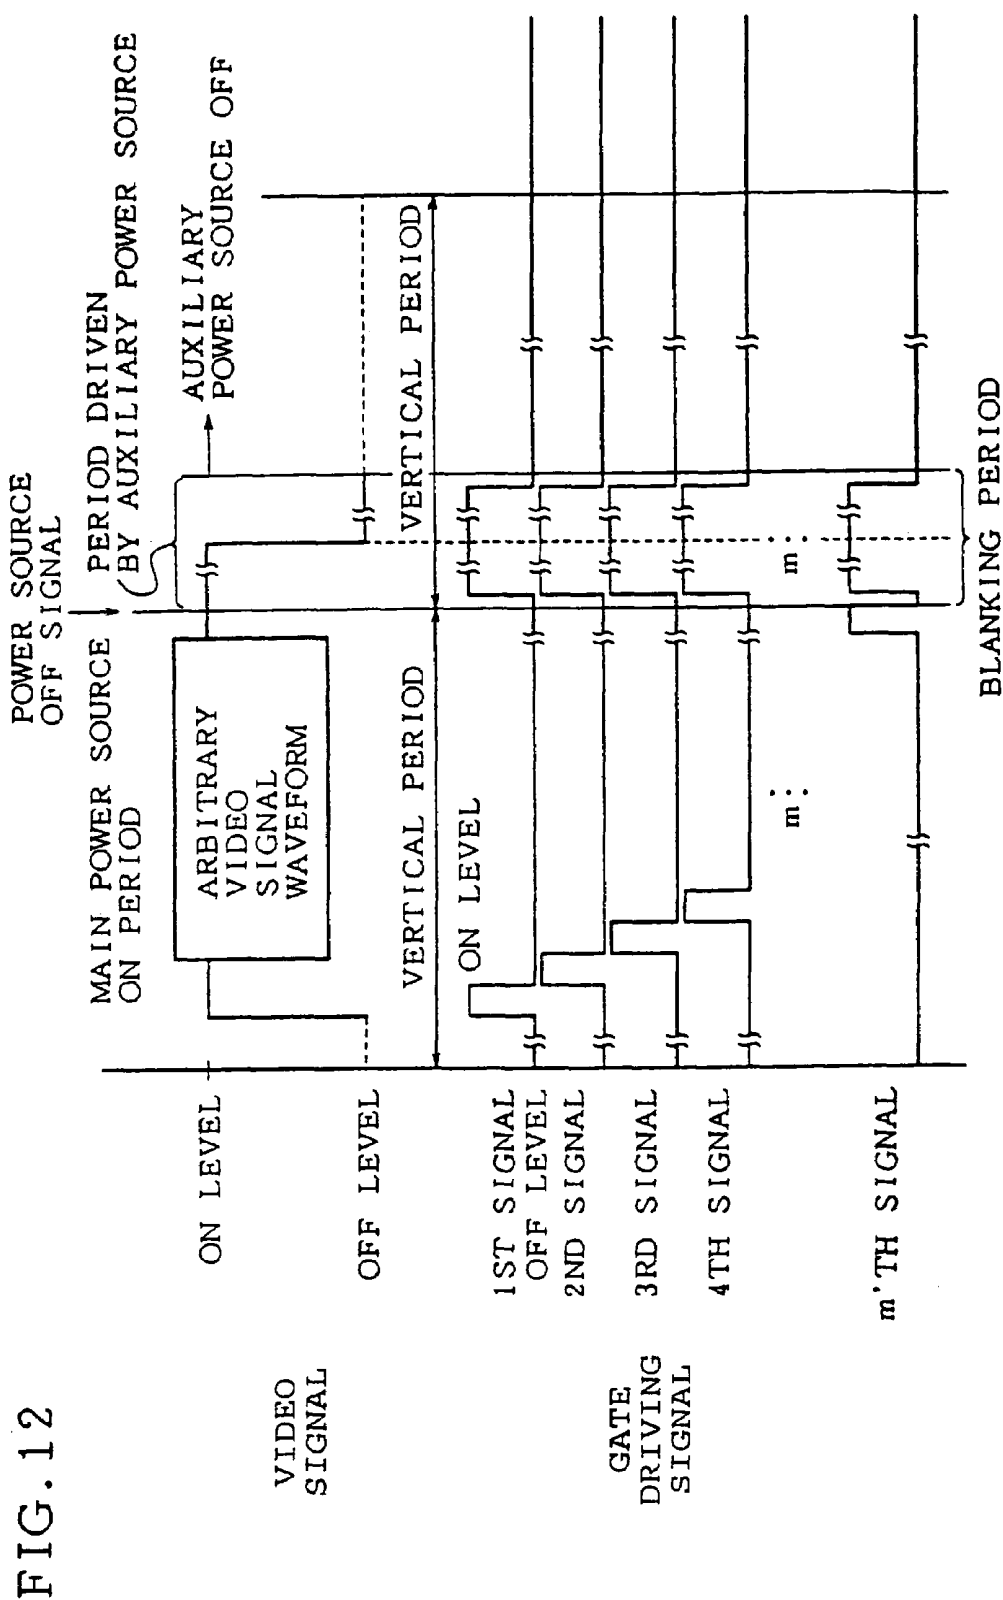 FIG.12
POWER SOURCE
OFF SIGNAL
MAIN POWER SOURCE
ON PERIOD
PERIOD DRIVEN
BY AUXILIARY POWER SOURCE
AUXILIARY
POWER SOURCE OFF
VIDEO
SIGNAL
ON LEVEL
OFF LEVEL
ARBITRARY
VIDEO
SIGNAL
WAVEFORM
VERTICAL PERIOD
VERTICAL PERIOD
GATE
DRIVING
SIGNAL
ON LEVEL
1ST SIGNAL
OFF LEVEL
2ND SIGNAL
3RD SIGNAL
4TH SIGNAL
m
m
m'TH SIGNAL
BLANKING PERIOD